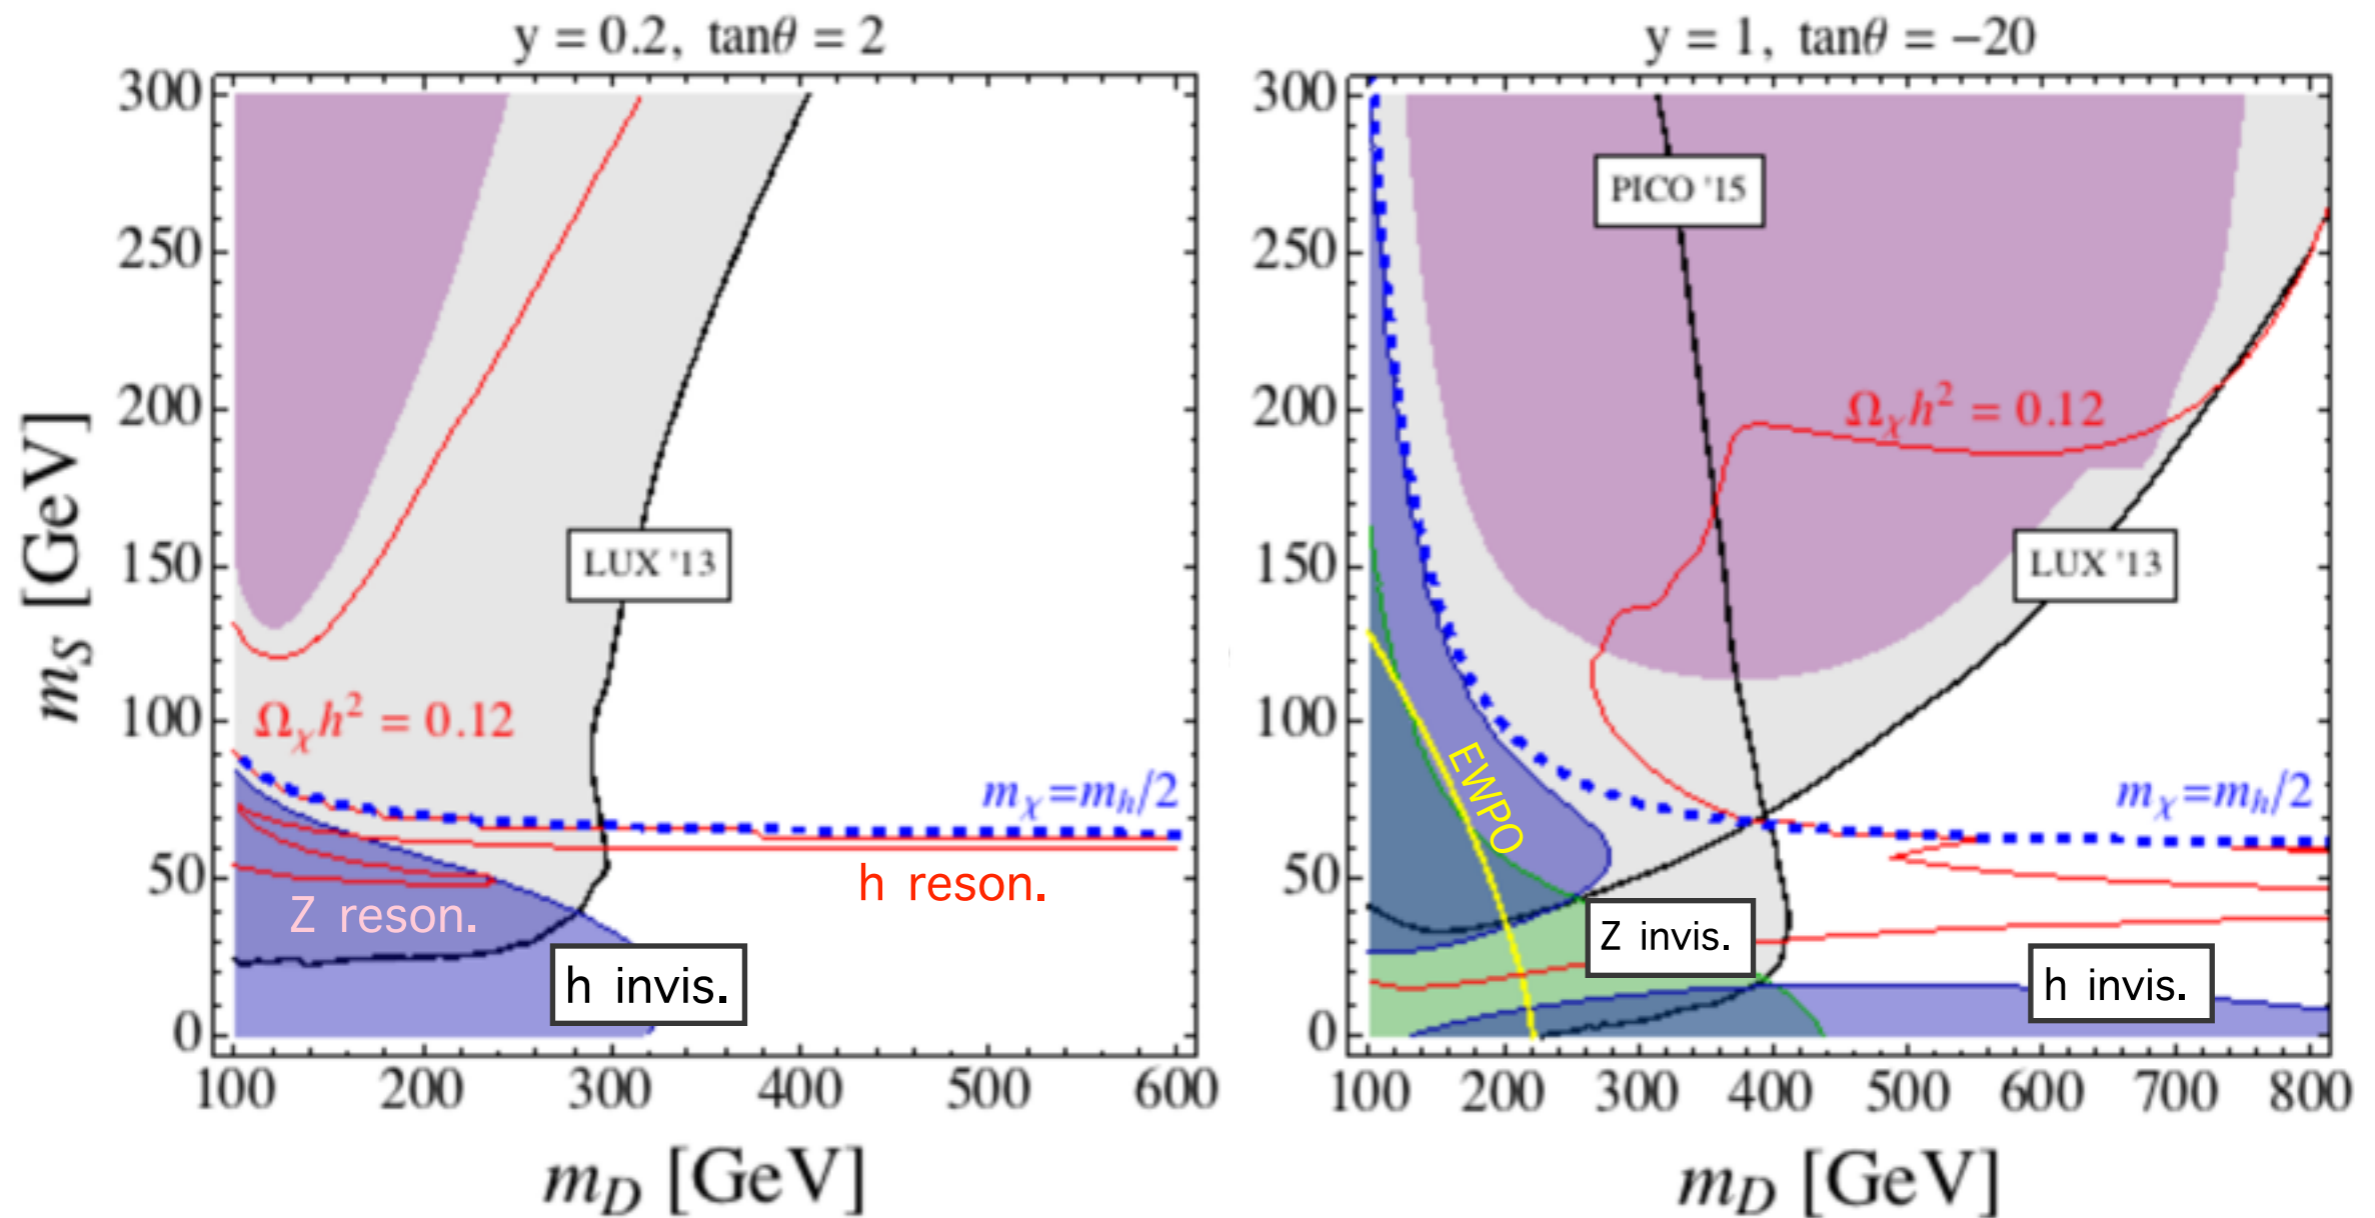 y = 0.2, tanθ = 2
300
250
200
150
100
50
0
m_S [GeV]
LUX '13
Ω_χh² = 0.12
m_χ=m_h/2
h reson.
Z reson.
h invis.
100 200 300 400 500 600
m_D [GeV]
y = 1, tanθ = −20
300
250
200
150
100
50
0
PICO '15
Ω_χh² = 0.12
LUX '13
EWPO
m_χ=m_h/2
Z invis.
h invis.
100 200 300 400 500 600 700 800
m_D [GeV]